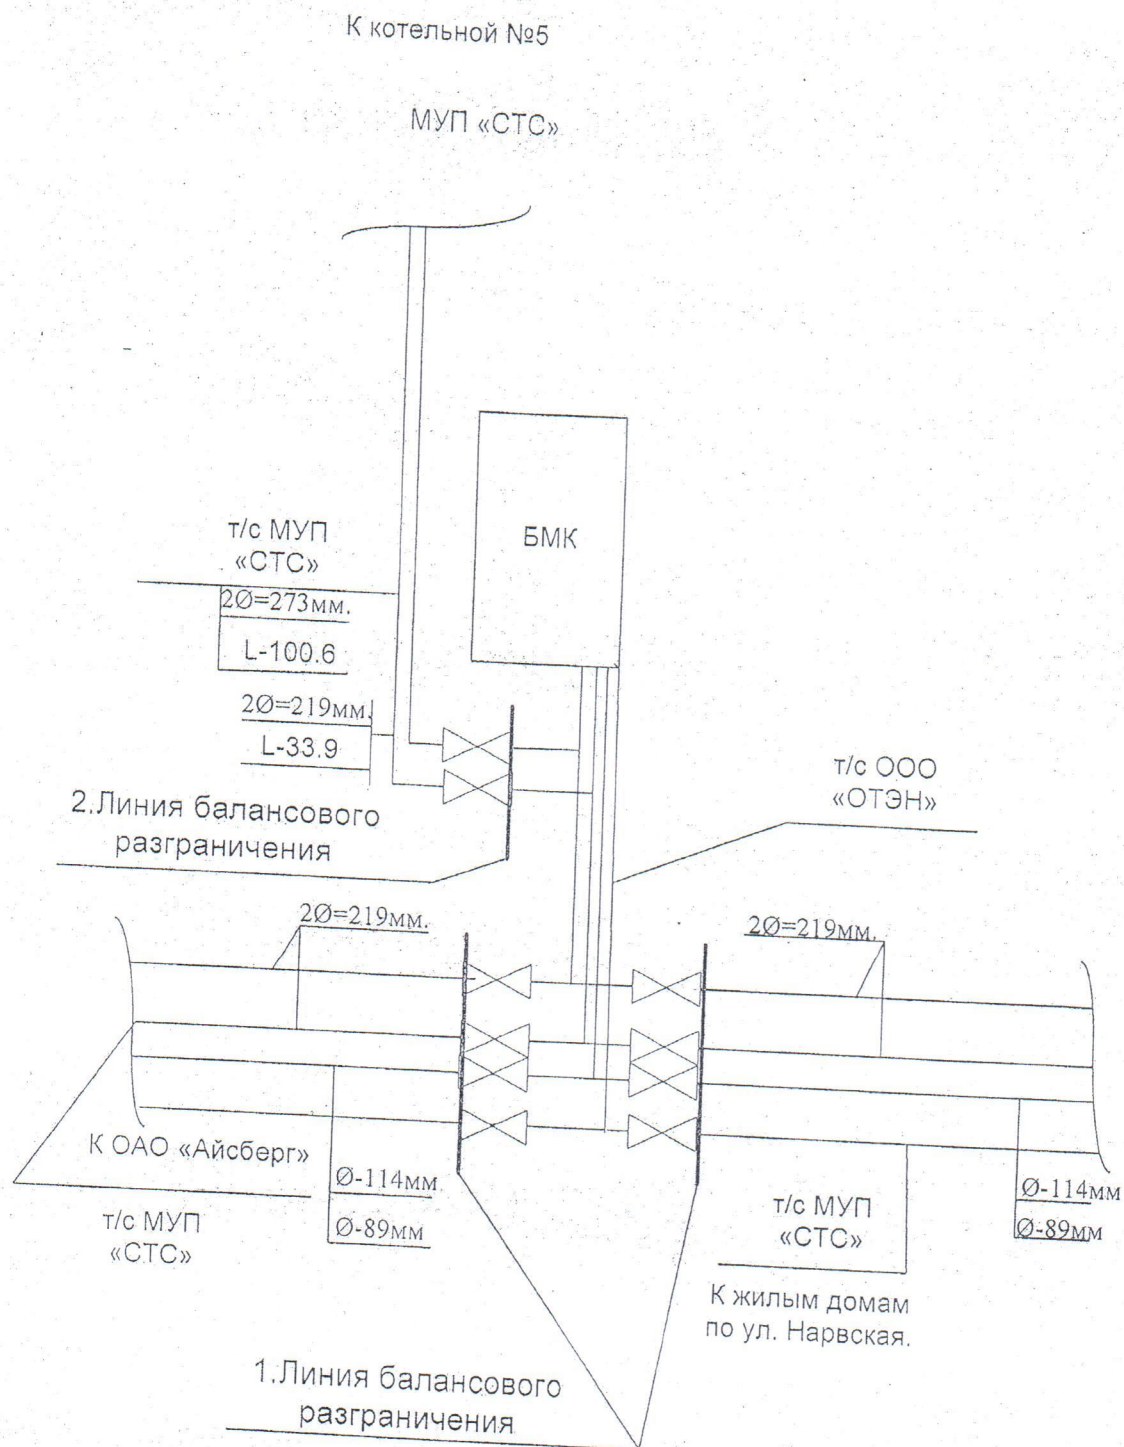 К котельной №5
МУП «СТС»
БМК
т/с МУП
«СТС»
2Ø=273мм.
L-100.6
2Ø=219мм.
L-33.9
т/с ООО
«ОТЭН»
2.Линия балансового
разграничения
2Ø=219мм.
2Ø=219мм.
К ОАО «Айсберг»
т/с МУП
«СТС»
Ø-114мм
Ø-89мм
т/с МУП
«СТС»
Ø-114мм
Ø-89мм
К жилым домам
по ул. Нарвская.
1.Линия балансового
разграничения